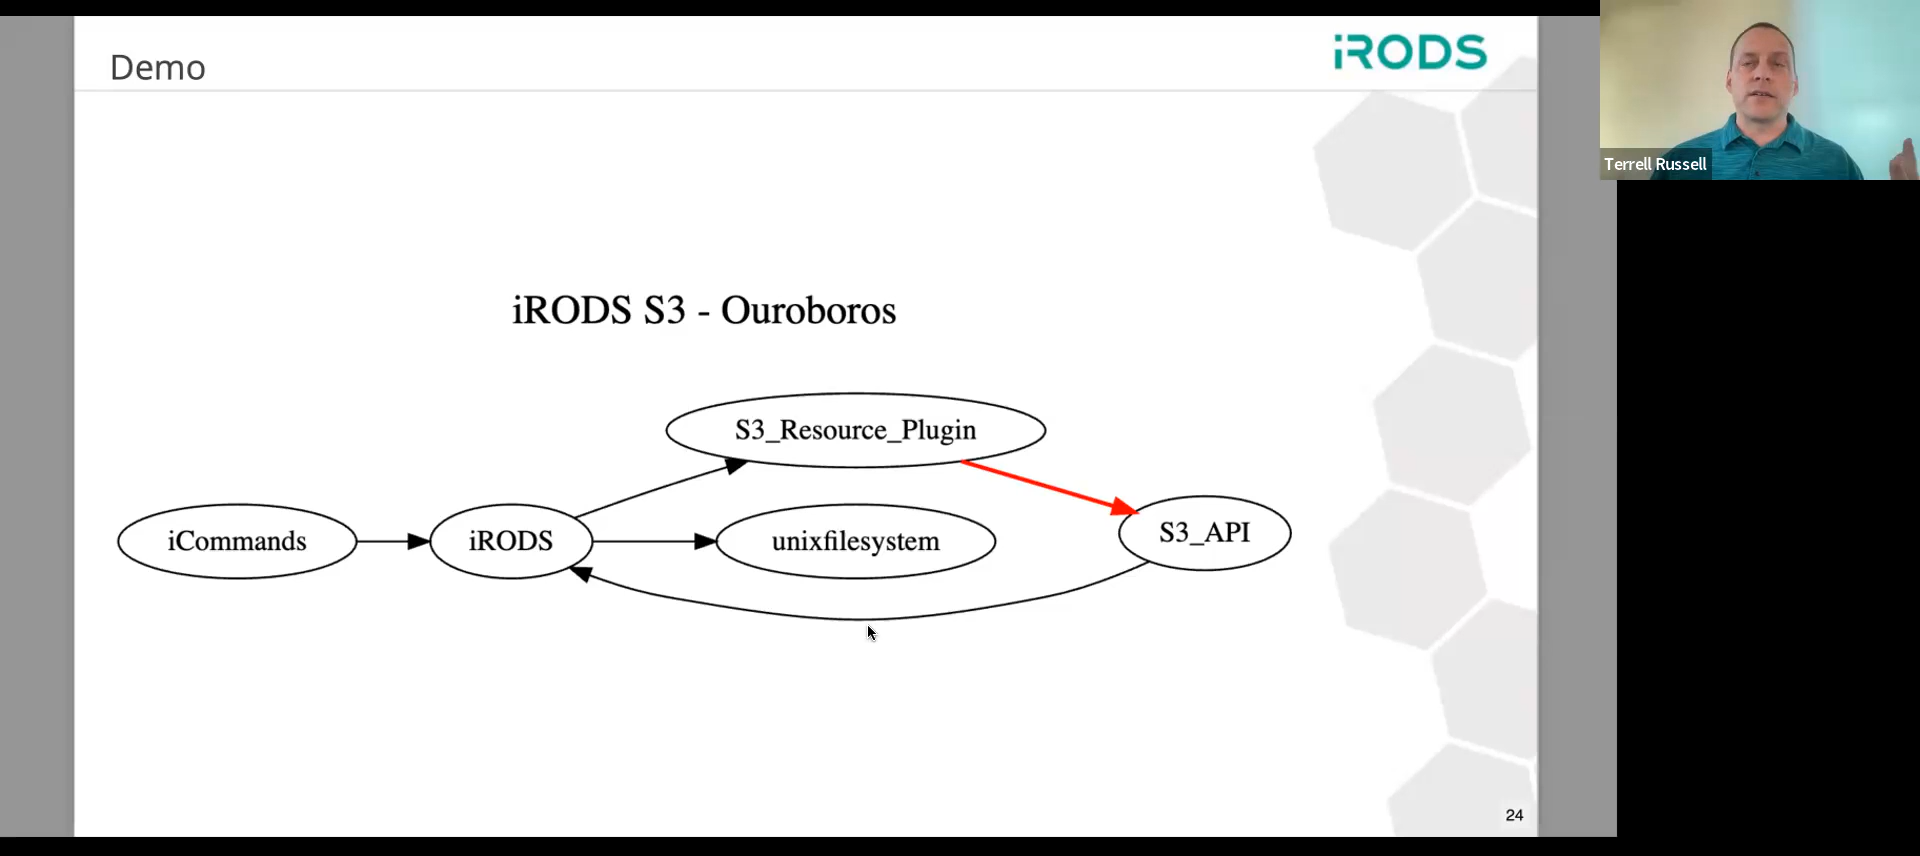 Demo
iRODS
Terrell Russell
iRODS S3 - Ouroboros
S3_Resource_Plugin
iCommands
iRODS
unixfilesystem
S3_API
24